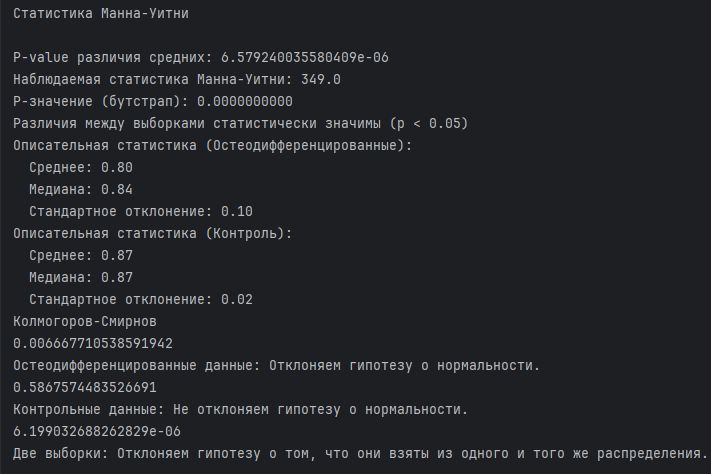 Статистика Манна-Уитни
P-value различия средних: 6.579240035580409e-06
Наблюдаемая статистика Манна-Уитни: 349.0
P-значение (бутстрап): 0.0000000000
Различия между выборками статистически значимы (p < 0.05)
Описательная статистика (Остеодифференцированные):
Среднее: 0.80
Медиана: 0.84
Стандартное отклонение: 0.10
Описательная статистика (Контроль):
Среднее: 0.87
Медиана: 0.87
Стандартное отклонение: 0.02
Колмогоров-Смирнов
0.006667710538591942
Остеодифференцированные данные: Отклоняем гипотезу о нормальности.
0.5867574483526691
Контрольные данные: Не отклоняем гипотезу о нормальности.
6.199032688262829e-06
Две выборки: Отклоняем гипотезу о том, что они взяты из одного и того же распределения.